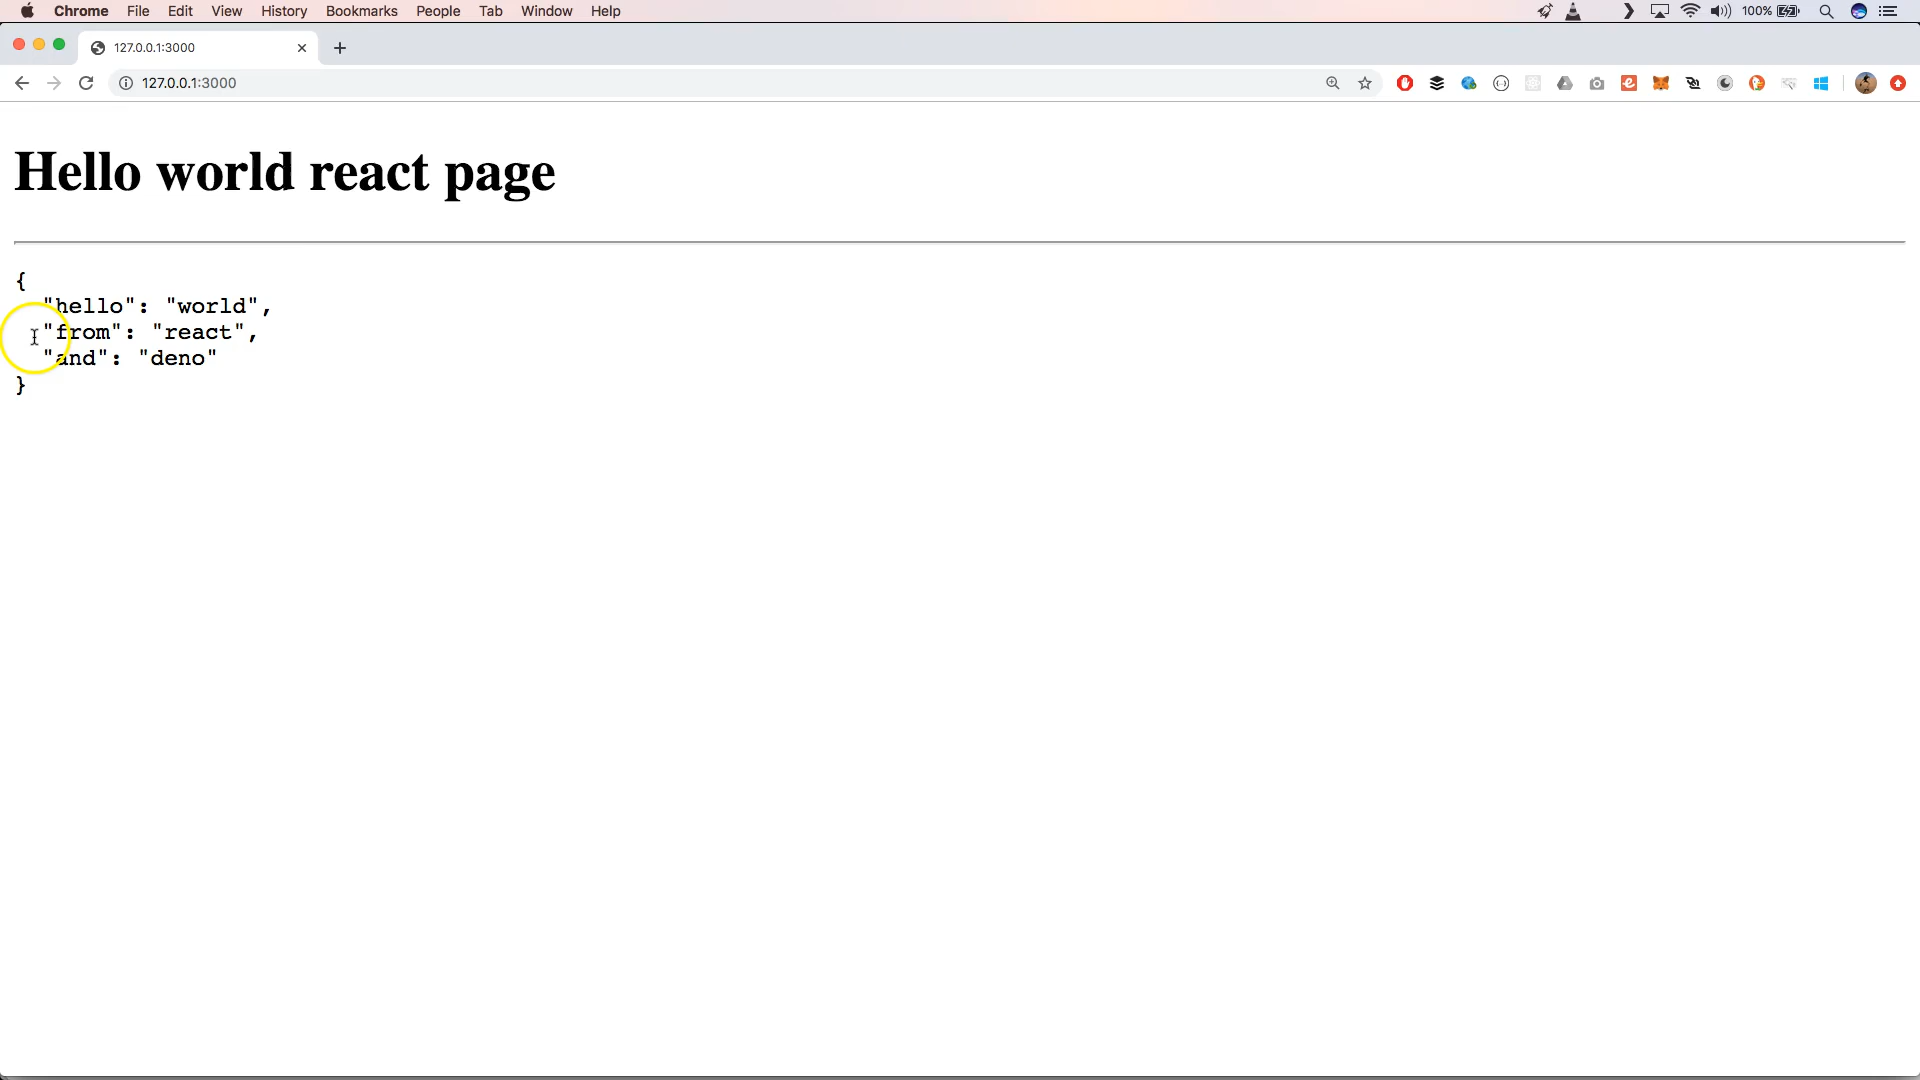 Chrome File Edit View History Bookmarks People Tab Window Help 100%
127.0.0.1:3000
127.0.0.1:3000
Hello world react page
{
"hello": "world",
"from": "react",
"and": "deno"
}